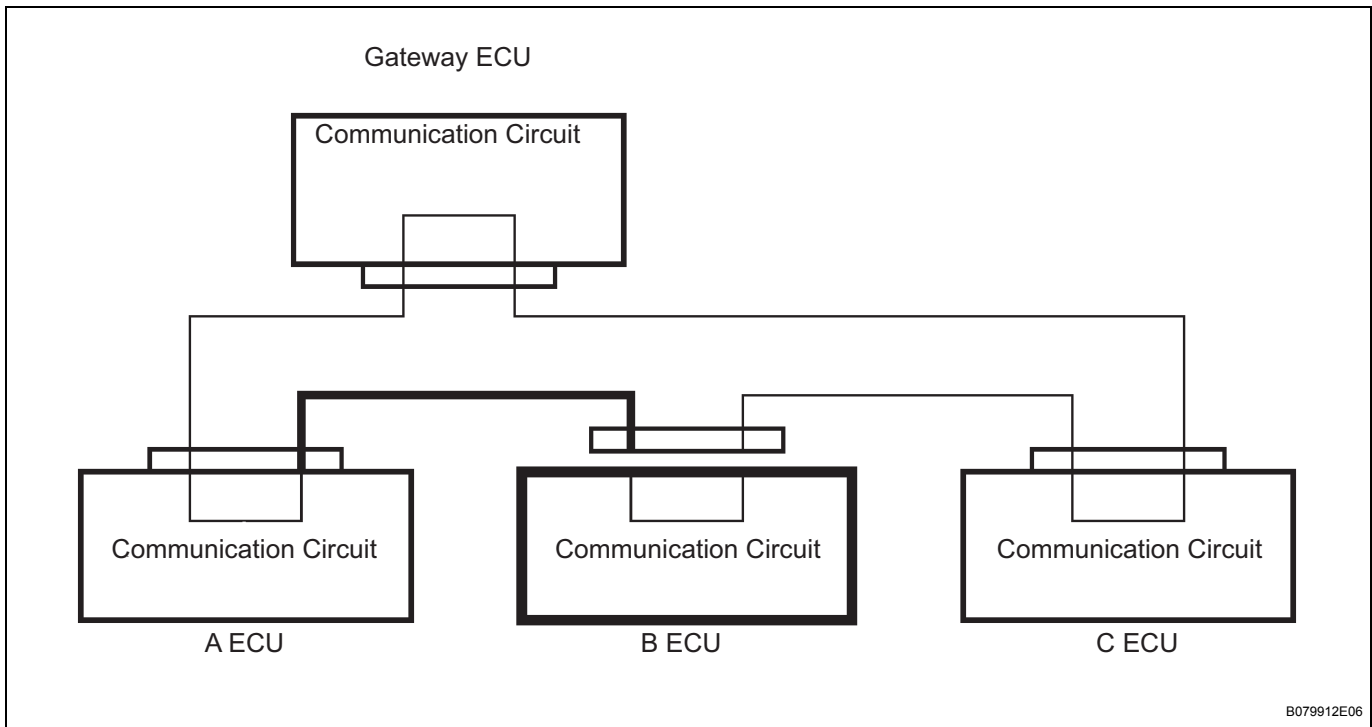 Gateway ECU
Communication Circuit
Communication Circuit
Communication Circuit
Communication Circuit
A ECU
B ECU
C ECU
B079912E06